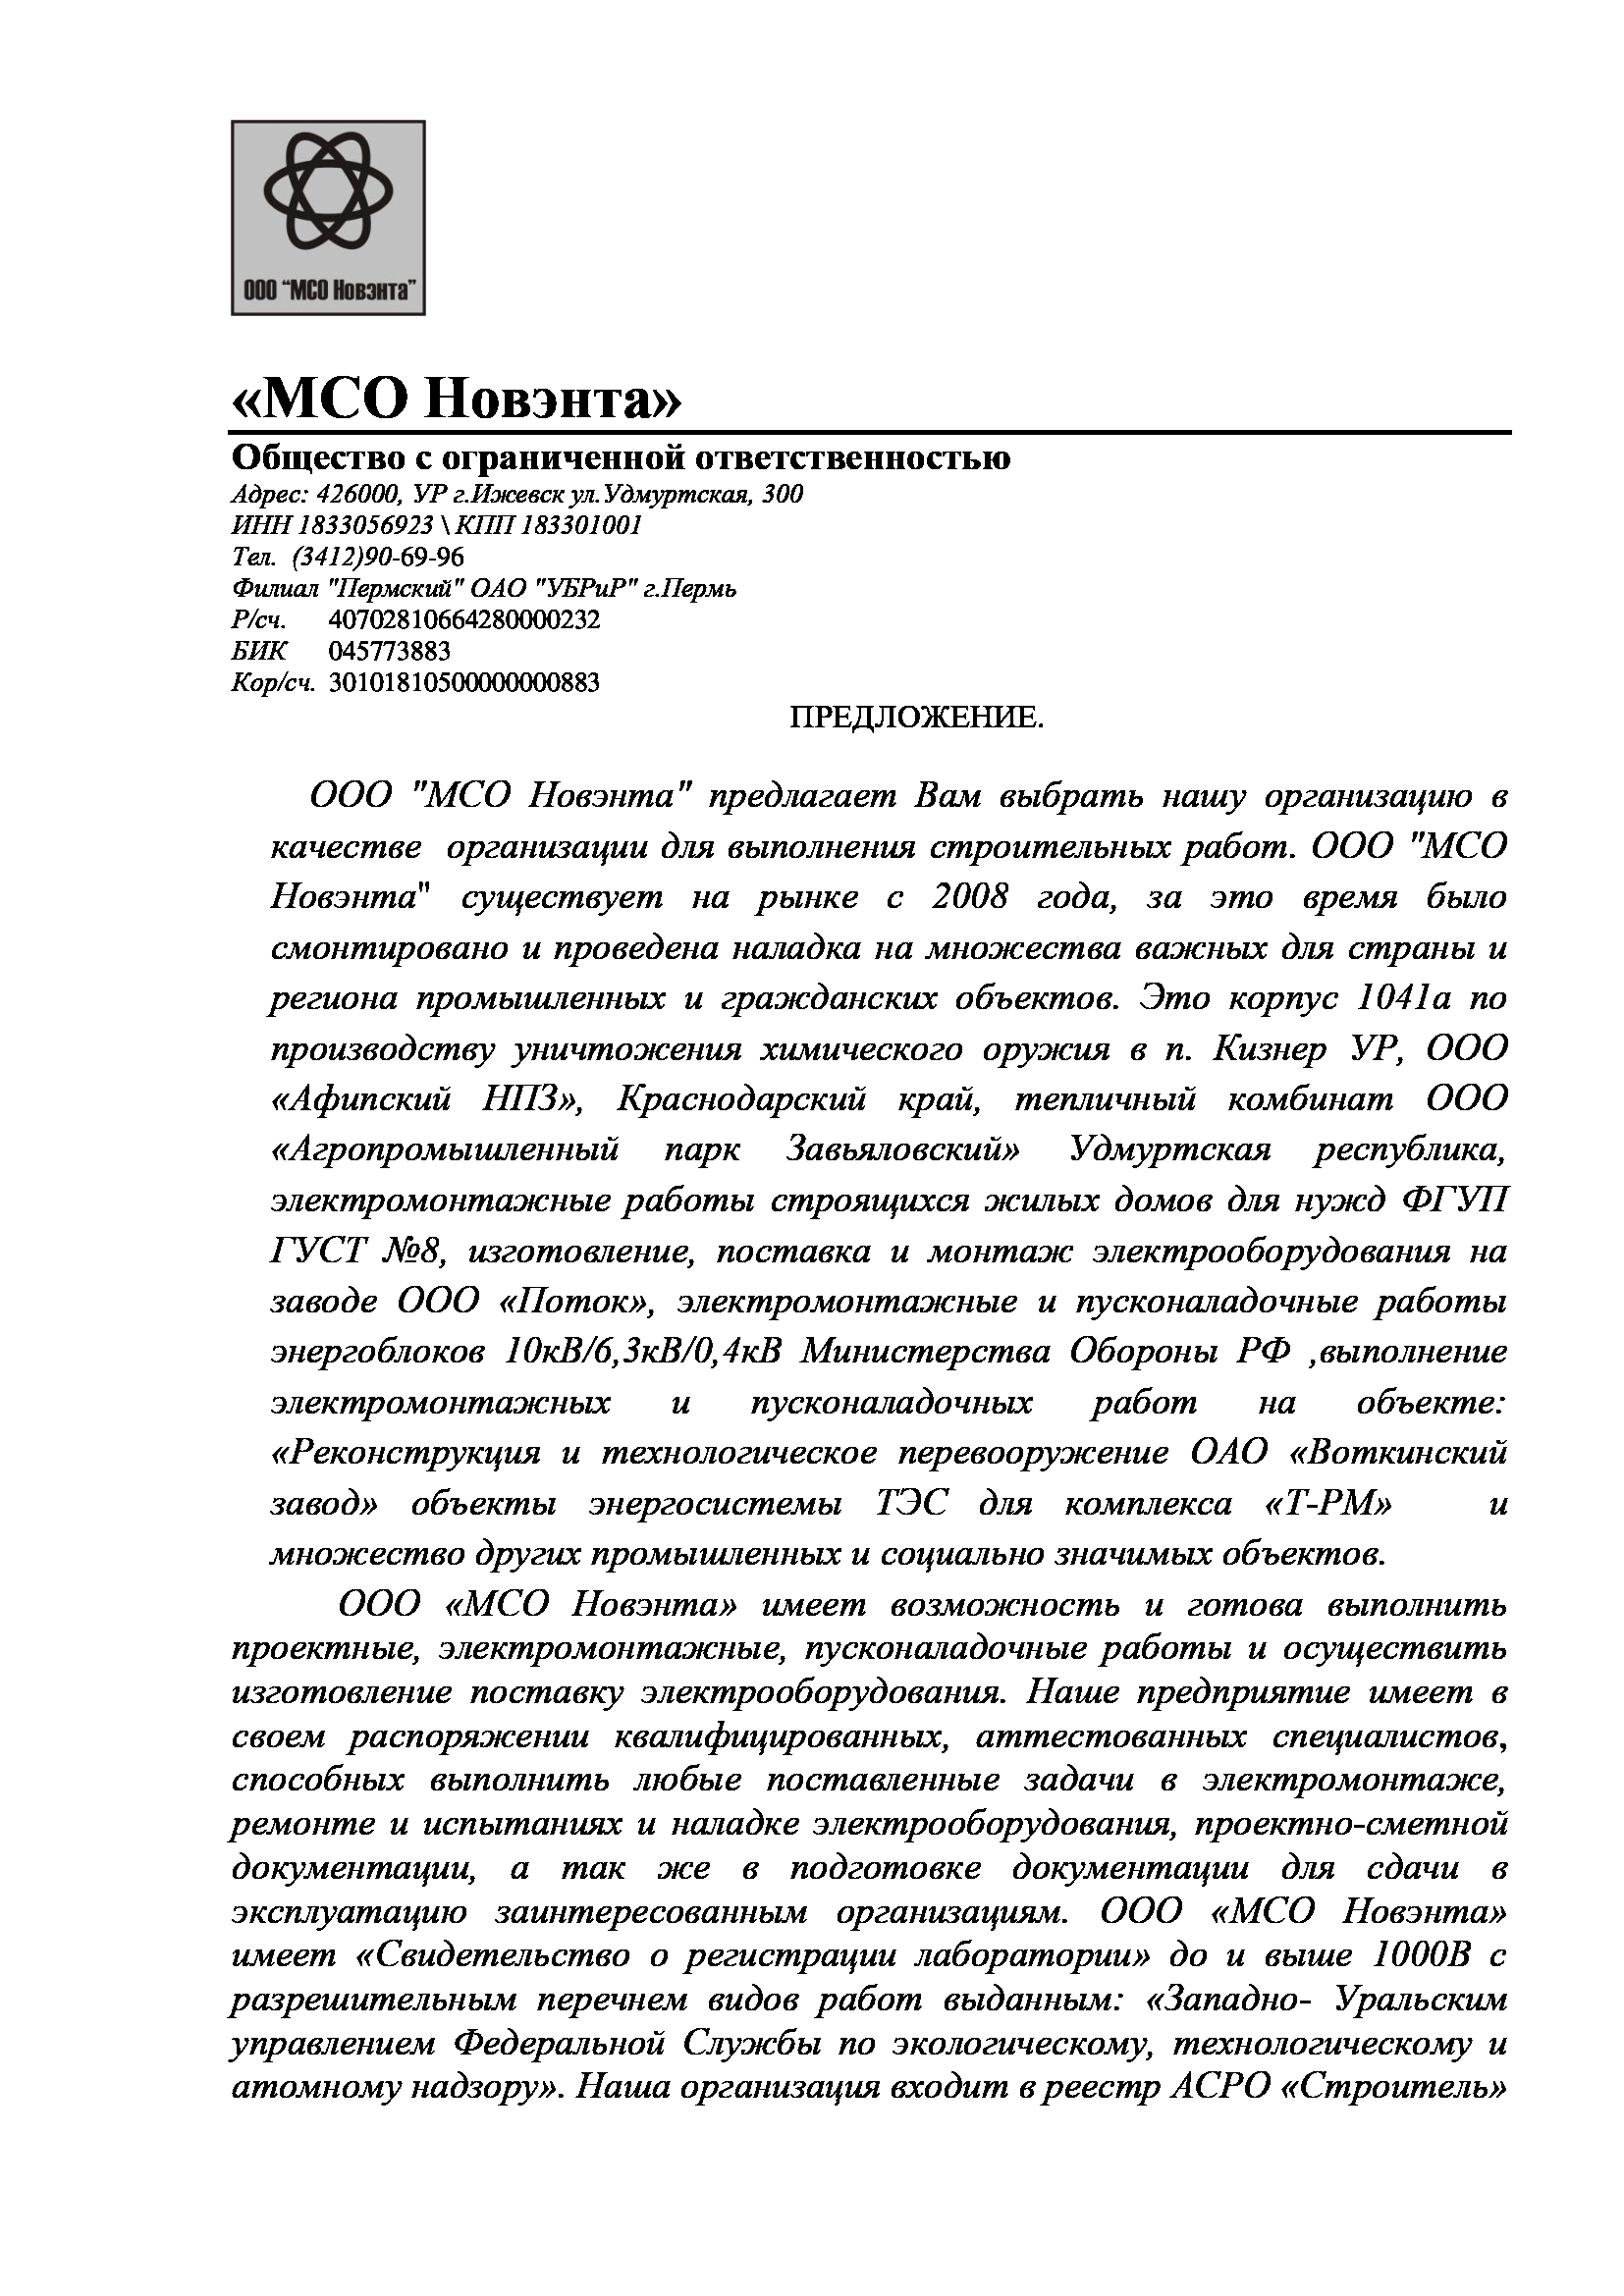 ООО “МСО Новэнта”
«МСО Новэнта»
Общество с ограниченной ответственностью
Адрес: 426000, УР г.Ижевск ул.Удмуртская, 300
ИНН 1833056923 \ КПП 183301001
Тел. (3412)90-69-96
Филиал "Пермский" ОАО "УБРиР" г.Пермь
Р/сч. 40702810664280000232
БИК 045773883
Кор/сч. 30101810500000000883
ПРЕДЛОЖЕНИЕ.
ООО "МСО Новэнта" предлагает Вам выбрать нашу организацию в
качестве организации для выполнения строительных работ. ООО "МСО
Новэнта" существует на рынке с 2008 года, за это время было
смонтировано и проведена наладка на множества важных для страны и
региона промышленных и гражданских объектов. Это корпус 1041а по
производству уничтожения химического оружия в п. Кизнер УР, ООО
«Афипский НПЗ», Краснодарский край, тепличный комбинат ООО
«Агропромышленный парк Завьяловский» Удмуртская республика,
электромонтажные работы строящихся жилых домов для нужд ФГУП
ГУСТ №8, изготовление, поставка и монтаж электрооборудования на
заводе ООО «Поток», электромонтажные и пусконаладочные работы
энергоблоков 10кВ/6,3кВ/0,4кВ Министерства Обороны РФ ,выполнение
электромонтажных и пусконаладочных работ на объекте:
«Реконструкция и технологическое перевооружение ОАО «Воткинский
завод» объекты энергосистемы ТЭС для комплекса «Т-РМ» и
множество других промышленных и социально значимых объектов.
ООО «МСО Новэнта» имеет возможность и готова выполнить
проектные, электромонтажные, пусконаладочные работы и осуществить
изготовление поставку электрооборудования. Наше предприятие имеет в
своем распоряжении квалифицированных, аттестованных специалистов,
способных выполнить любые поставленные задачи в электромонтаже,
ремонте и испытаниях и наладке электрооборудования, проектно-сметной
документации, а так же в подготовке документации для сдачи в
эксплуатацию заинтересованным организациям. ООО «МСО Новэнта»
имеет «Свидетельство о регистрации лаборатории» до и выше 1000В с
разрешительным перечнем видов работ выданным: «Западно- Уральским
управлением Федеральной Службы по экологическому, технологическому и
атомному надзору». Наша организация входит в реестр АСРО «Строитель»